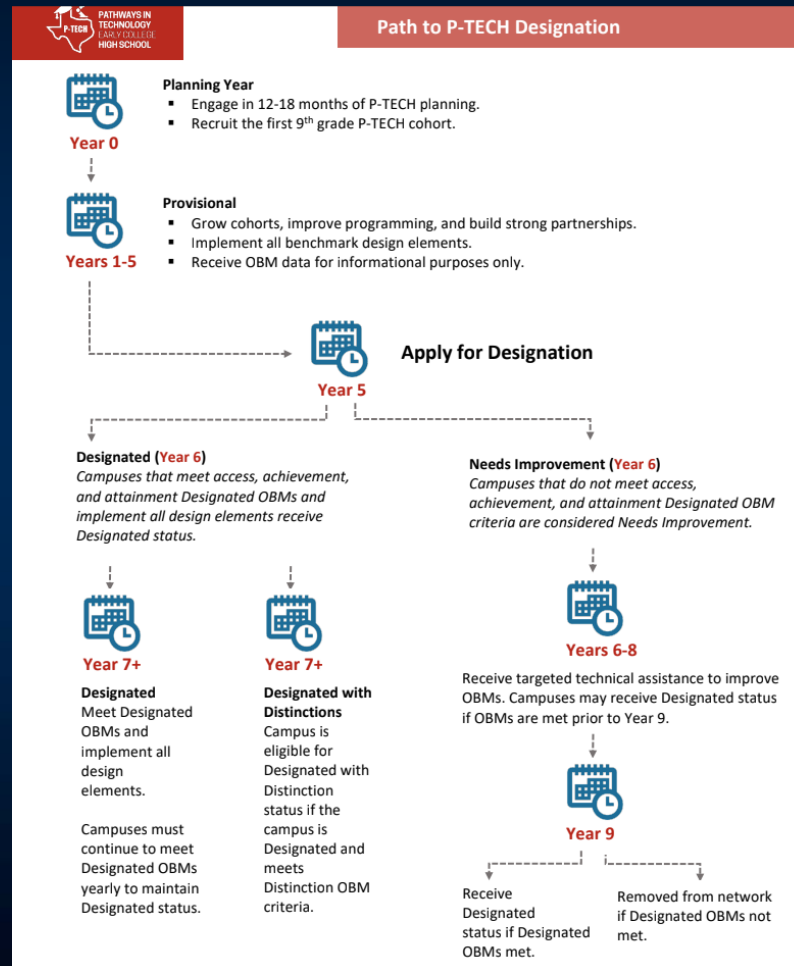 P-TECH
PATHWAYS IN
TECHNOLOGY
EARLY COLLEGE
HIGH SCHOOL
Path to P-TECH Designation
Year 0
Planning Year
▪ Engage in 12-18 months of P-TECH planning.
▪ Recruit the first 9th grade P-TECH cohort.
Years 1-5
Provisional
▪ Grow cohorts, improve programming, and build strong partnerships.
▪ Implement all benchmark design elements.
▪ Receive OBM data for informational purposes only.
Year 5
Apply for Designation
Designated (Year 6)
Campuses that meet access, achievement,
and attainment Designated OBMs and
implement all design elements receive
Designated status.
Needs Improvement (Year 6)
Campuses that do not meet access,
achievement, and attainment Designated OBM
criteria are considered Needs Improvement.
Year 7+
Designated
Meet Designated
OBMs and
implement all
design
elements.
Campuses must
continue to meet
Designated OBMs
yearly to maintain
Designated status.
Year 7+
Designated with
Distinctions
Campus is
eligible for
Designated with
Distinction
status if the
campus is
Designated and
meets
Distinction OBM
criteria.
Years 6-8
Receive targeted technical assistance to improve
OBMs. Campuses may receive Designated status
if OBMs are met prior to Year 9.
Year 9
Receive
Designated
status if Designated
OBMs met.
Removed from network
if Designated OBMs not
met.